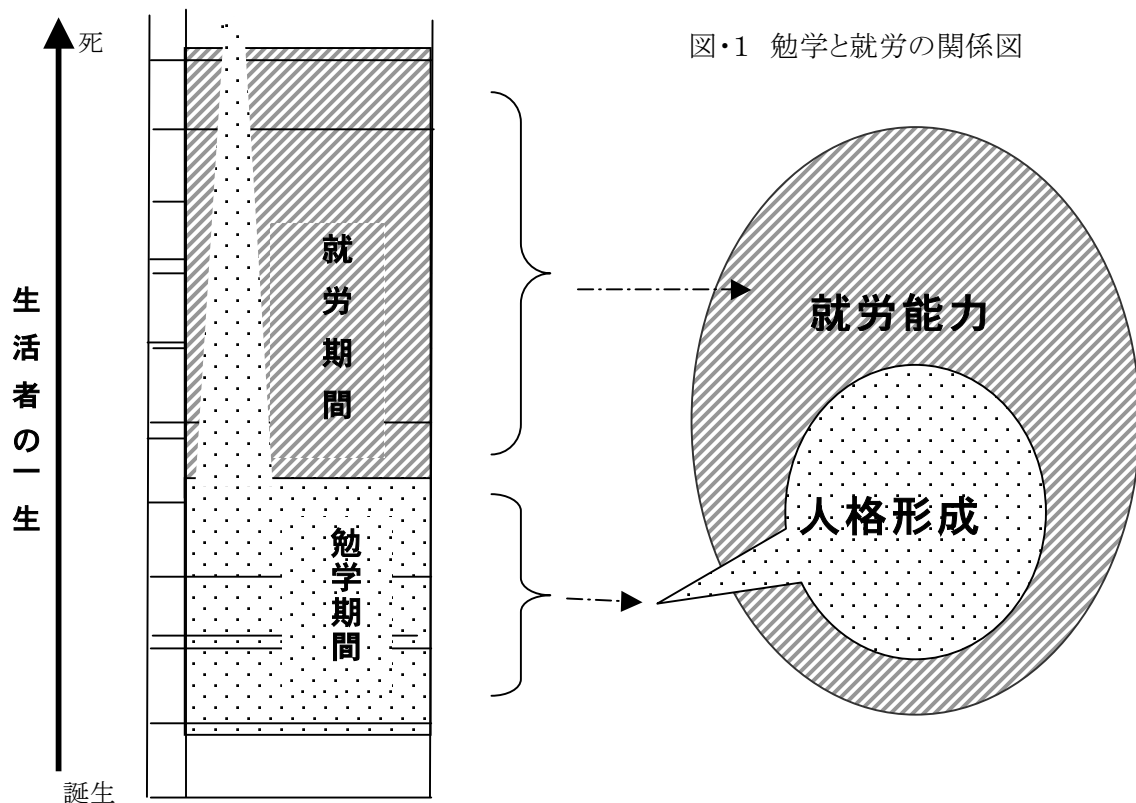 死
図・1 勉学と就労の関係図
生活者の一生
就労期間
就労能力
人格形成
勉学期間
誕生